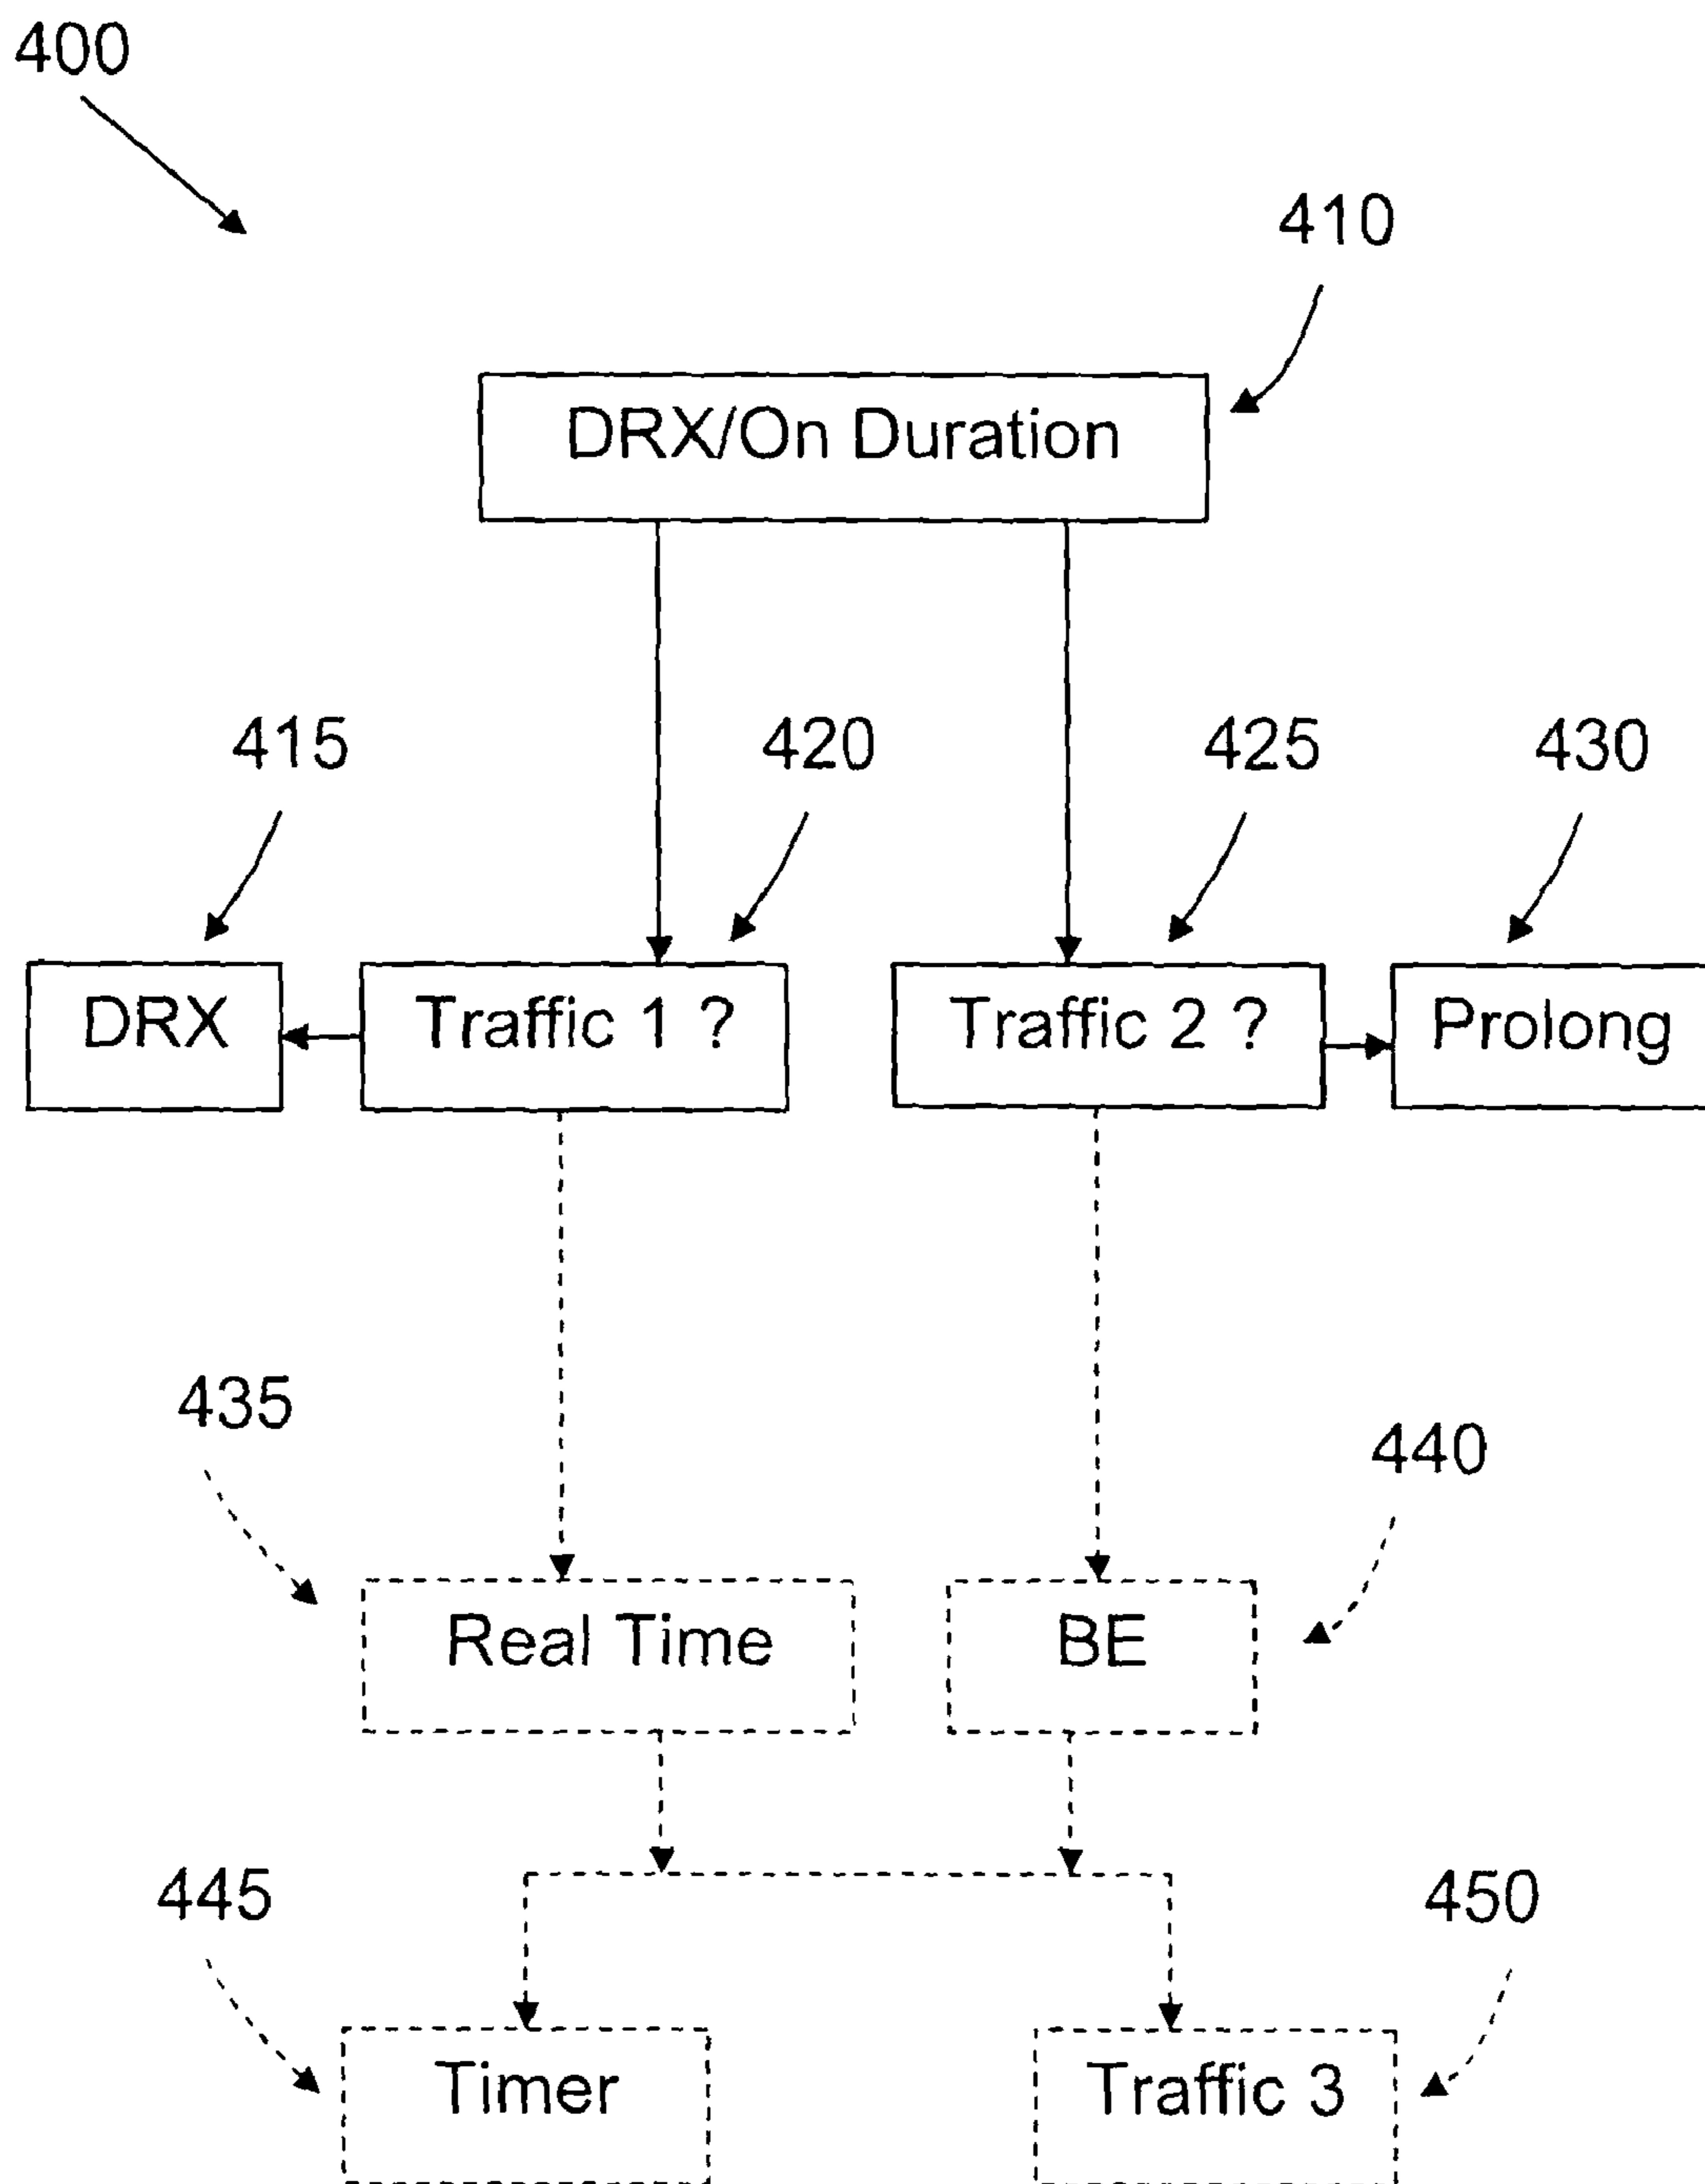 400
410
DRX/On Duration
415
420
425
430
DRX
Traffic 1 ?
Traffic 2 ?
Prolong
435
440
Real Time
BE
445
450
Timer
Traffic 3